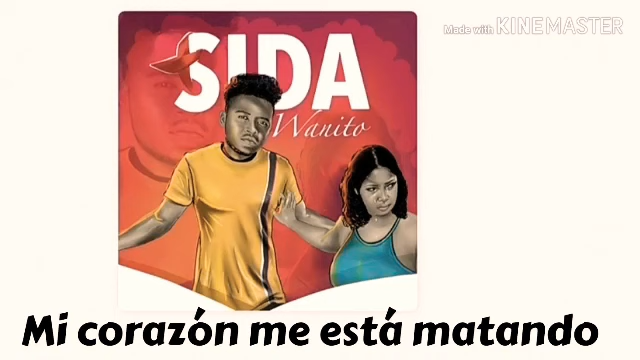 Made with KINEMASTER
SIDA
Wanito
Mi corazón me está matando